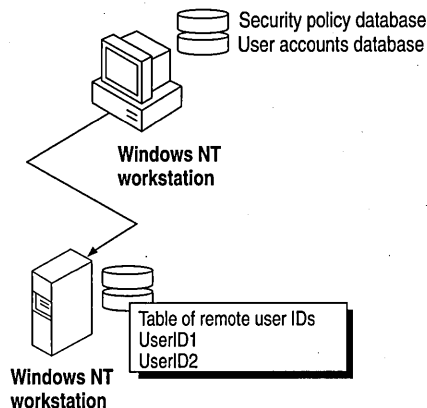 Security policy database
User accounts database
Windows NT
workstation
Table of remote user IDs
UserID1
UserID2
Windows NT
workstation